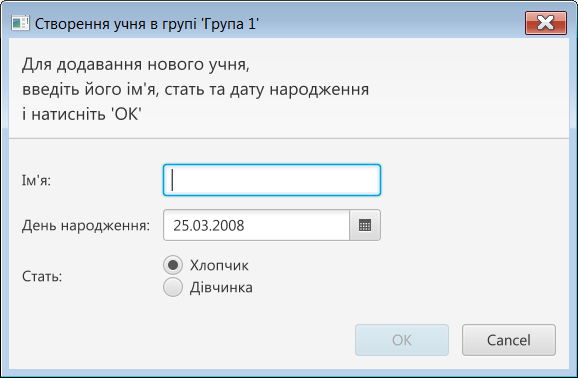 Створення учня в групі 'Група 1'
Для додавання нового учня,
введіть його ім'я, стать та дату народження
і натисніть 'ОК'
Ім'я:
День народження: 25.03.2008
Стать: Хлопчик
Дівчинка
OK Cancel